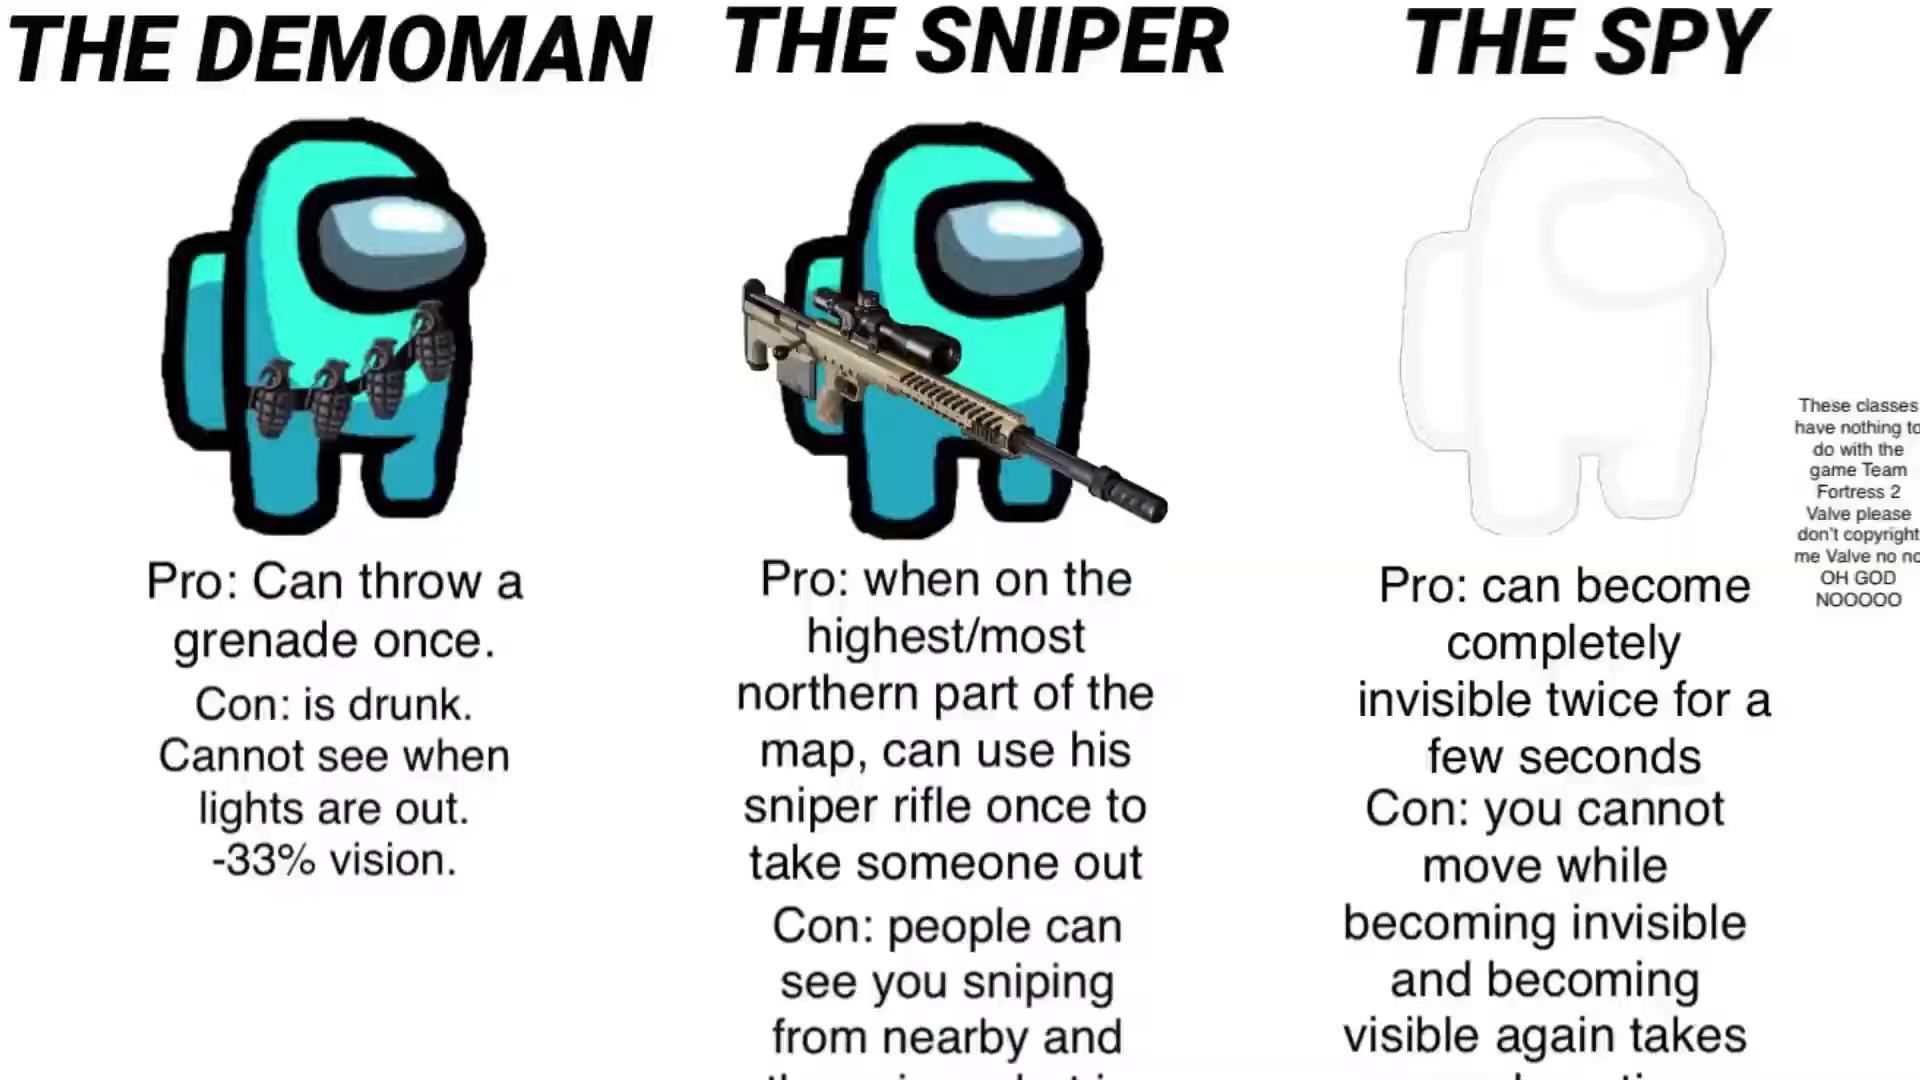 THE DEMOMAN
Pro: Can throw a
grenade once.
Con: is drunk.
Cannot see when
lights are out.
-33% vision.
THE SNIPER
Pro: when on the
highest/most
northern part of the
map, can use his
sniper rifle once to
take someone out
Con: people can
see you sniping
from nearby and
THE SPY
Pro: can become
completely
invisible twice for a
few seconds
Con: you cannot
move while
becoming invisible
and becoming
visible again takes
These classes
have nothing to
do with the
game Team
Fortress 2
Valve please
don't copyright
me Valve no no
OH GOD
NOOOOO